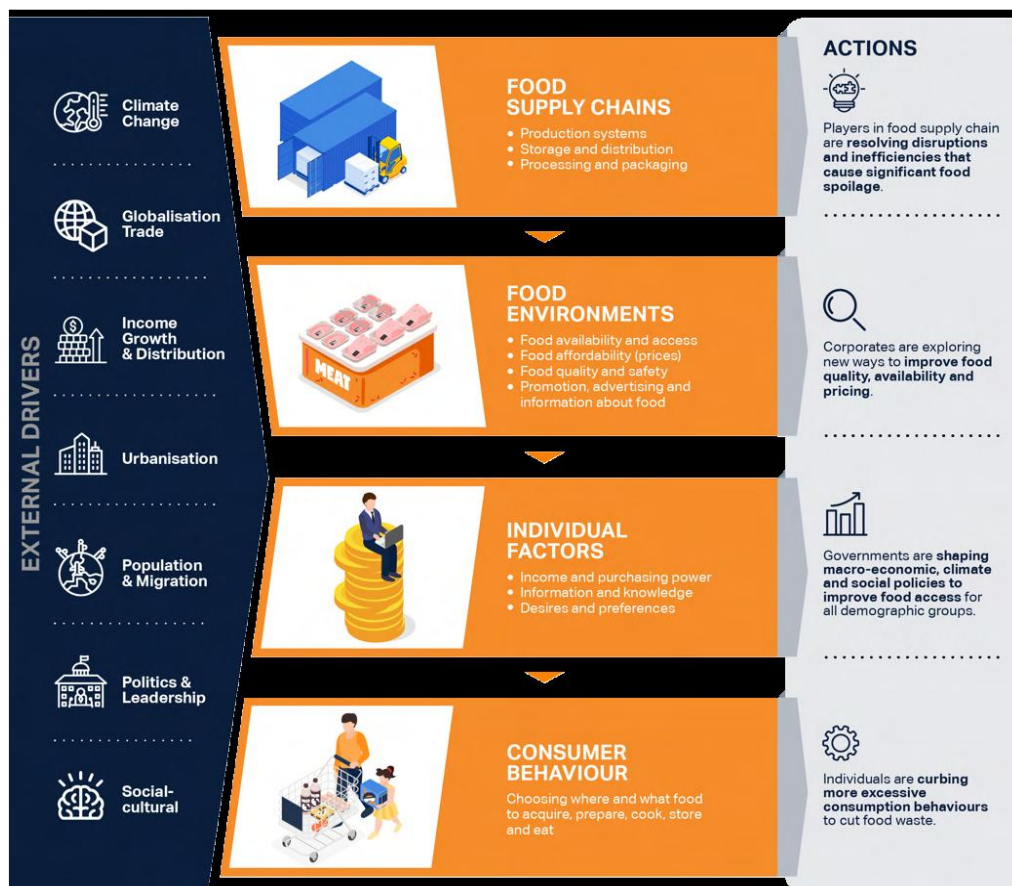 EXTERNAL DRIVERS
Climate
Change
Globalisation
Trade
Income
Growth
& Distribution
Urbanisation
Population
& Migration
Politics &
Leadership
Social-
cultural
FOOD
SUPPLY CHAINS
• Production systems
• Storage and distribution
• Processing and packaging
MEAT
FOOD
ENVIRONMENTS
• Food availability and access
• Food affordability (prices)
• Food quality and safety
• Promotion, advertising and
information about food
INDIVIDUAL
FACTORS
• Income and purchasing power
• Information and knowledge
• Desires and preferences
CONSUMER
BEHAVIOUR
Choosing where and what food
to acquire, prepare, cook, store
and eat
ACTIONS
Players in food supply chain
are resolving disruptions
and inefficiencies that
cause significant food
spoilage.
Corporates are exploring
new ways to improve food
quality, availability and
pricing.
Governments are shaping
macro-economic, climate
and social policies to
improve food access for
all demographic groups.
Individuals are curbing
more excessive
consumption behaviours
to cut food waste.